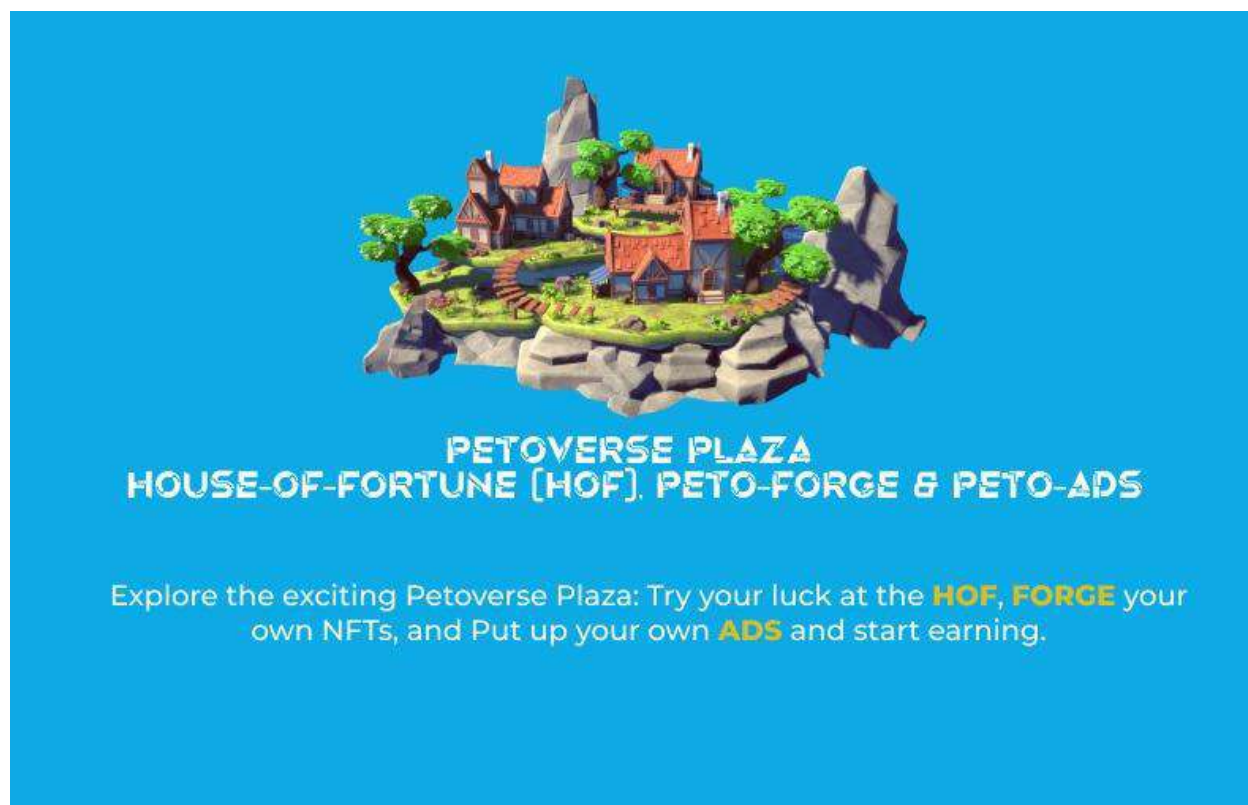 PETOVERSE PLAZA
HOUSE-OF-FORTUNE (HOF), PETO-FORGE & PETO-ADS
Explore the exciting Petoverse Plaza: Try your luck at the HOF, FORGE your
own NFTs, and Put up your own ADS and start earning.